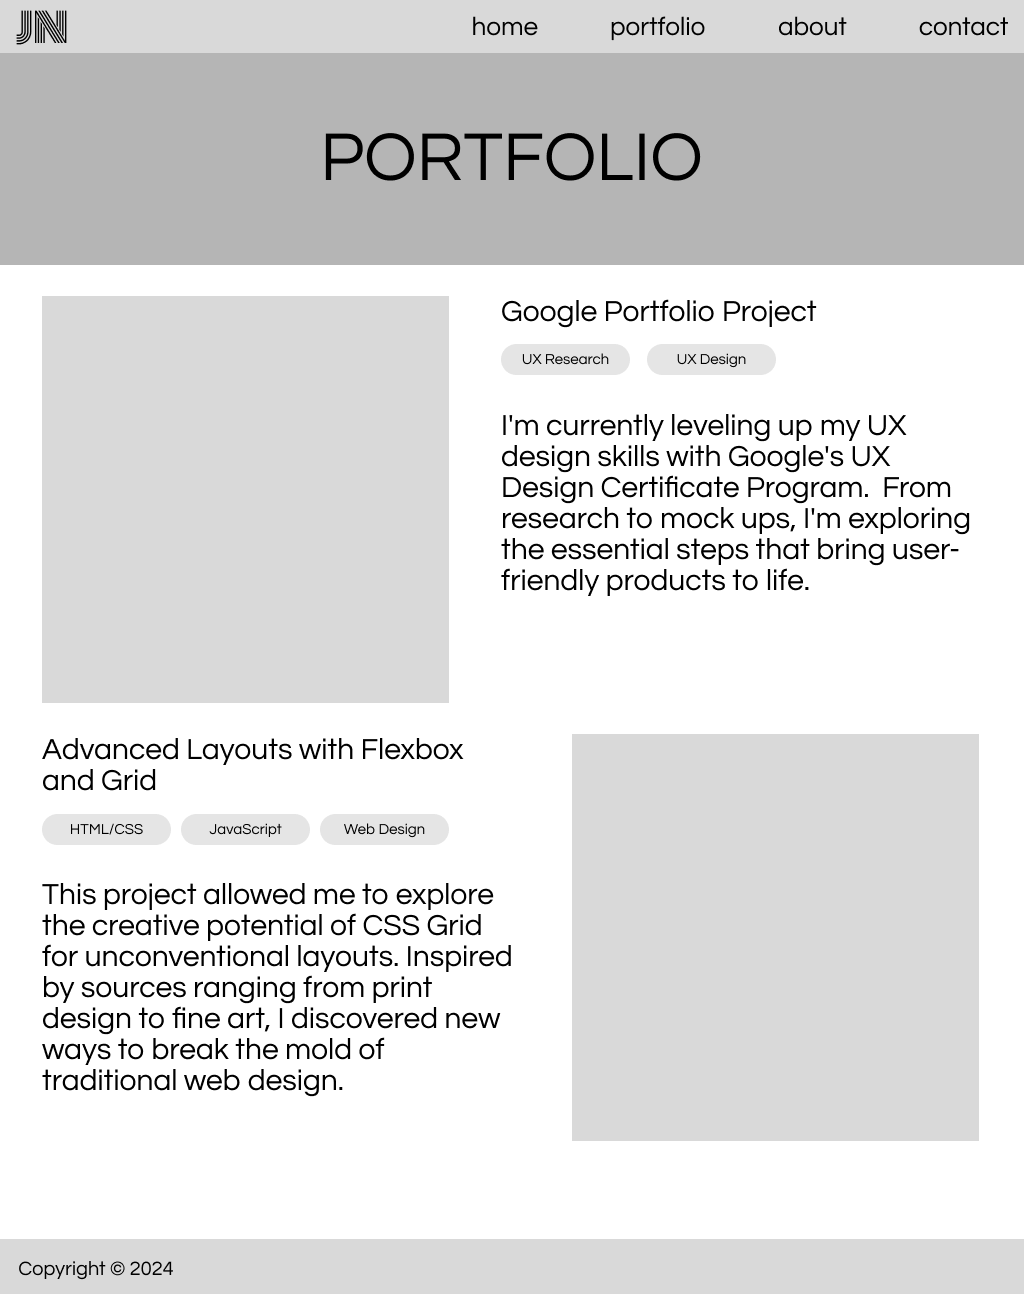 JN
home portfolio about contact
PORTFOLIO
Google Portfolio Project
UX Research UX Design
I'm currently leveling up my UX
design skills with Google's UX
Design Certificate Program.  From
research to mock ups, I'm exploring
the essential steps that bring user-
friendly products to life.
Advanced Layouts with Flexbox
and Grid
HTML/CSS JavaScript Web Design
This project allowed me to explore
the creative potential of CSS Grid
for unconventional layouts. Inspired
by sources ranging from print
design to fine art, I discovered new
ways to break the mold of
traditional web design.
Copyright © 2024